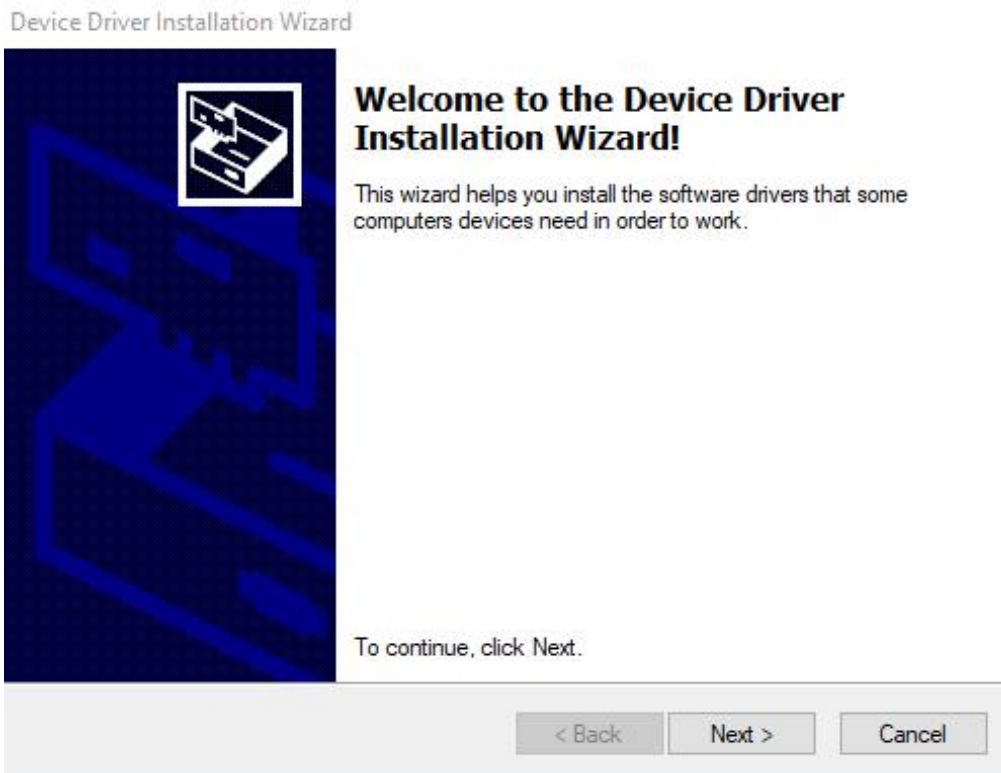 Device Driver Installation Wizard
Welcome to the Device Driver
Installation Wizard!
This wizard helps you install the software drivers that some
computers devices need in order to work.
To continue, click Next.
< Back
Next >
Cancel